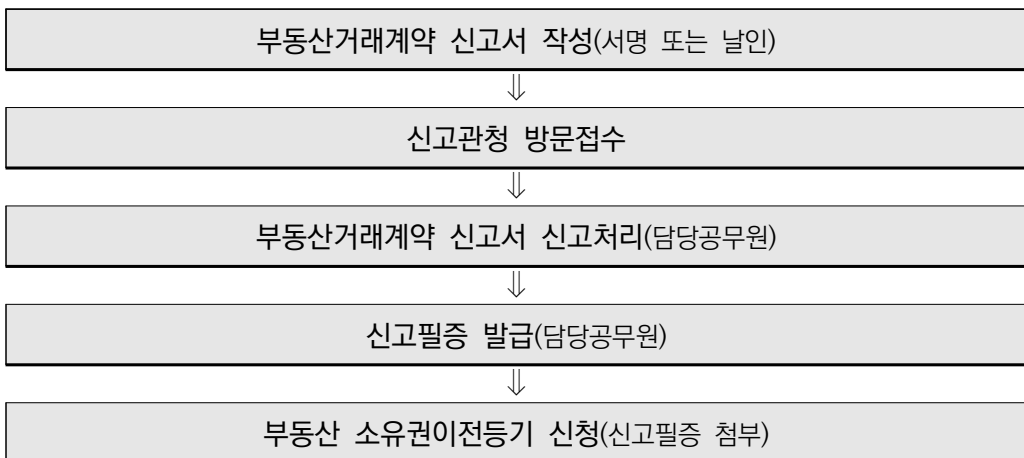 부동산거래계약 신고서 작성(서명 또는 날인)
⇓
신고관청 방문접수
⇓
부동산거래계약 신고서 신고처리(담당공무원)
⇓
신고필증 발급(담당공무원)
⇓
부동산 소유권이전등기 신청(신고필증 첨부)